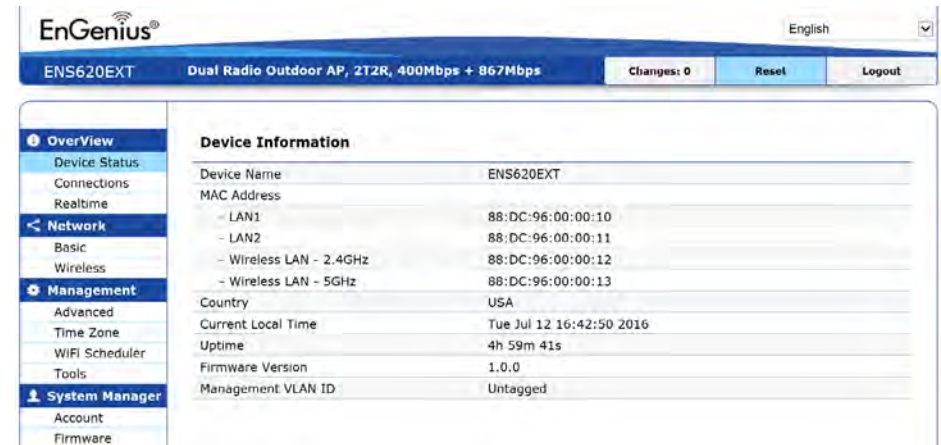 EnGenius®
English
ENS620EXT Dual Radio Outdoor AP, 2T2R, 400Mbps + 867Mbps Changes: 0 Reset Logout
OverView
Device Status
Connections
Realtime
Network
Basic
Wireless
Management
Advanced
Time Zone
WiFi Scheduler
Tools
System Manager
Account
Firmware
Device Information
Device Name ENS620EXT
MAC Address
- LAN1 88:DC:96:00:00:10
- LAN2 88:DC:96:00:00:11
- Wireless LAN - 2.4GHz 88:DC:96:00:00:12
- Wireless LAN - 5GHz 88:DC:96:00:00:13
Country USA
Current Local Time Tue Jul 12 16:42:50 2016
Uptime 4h 59m 41s
Firmware Version 1.0.0
Management VLAN ID Untagged